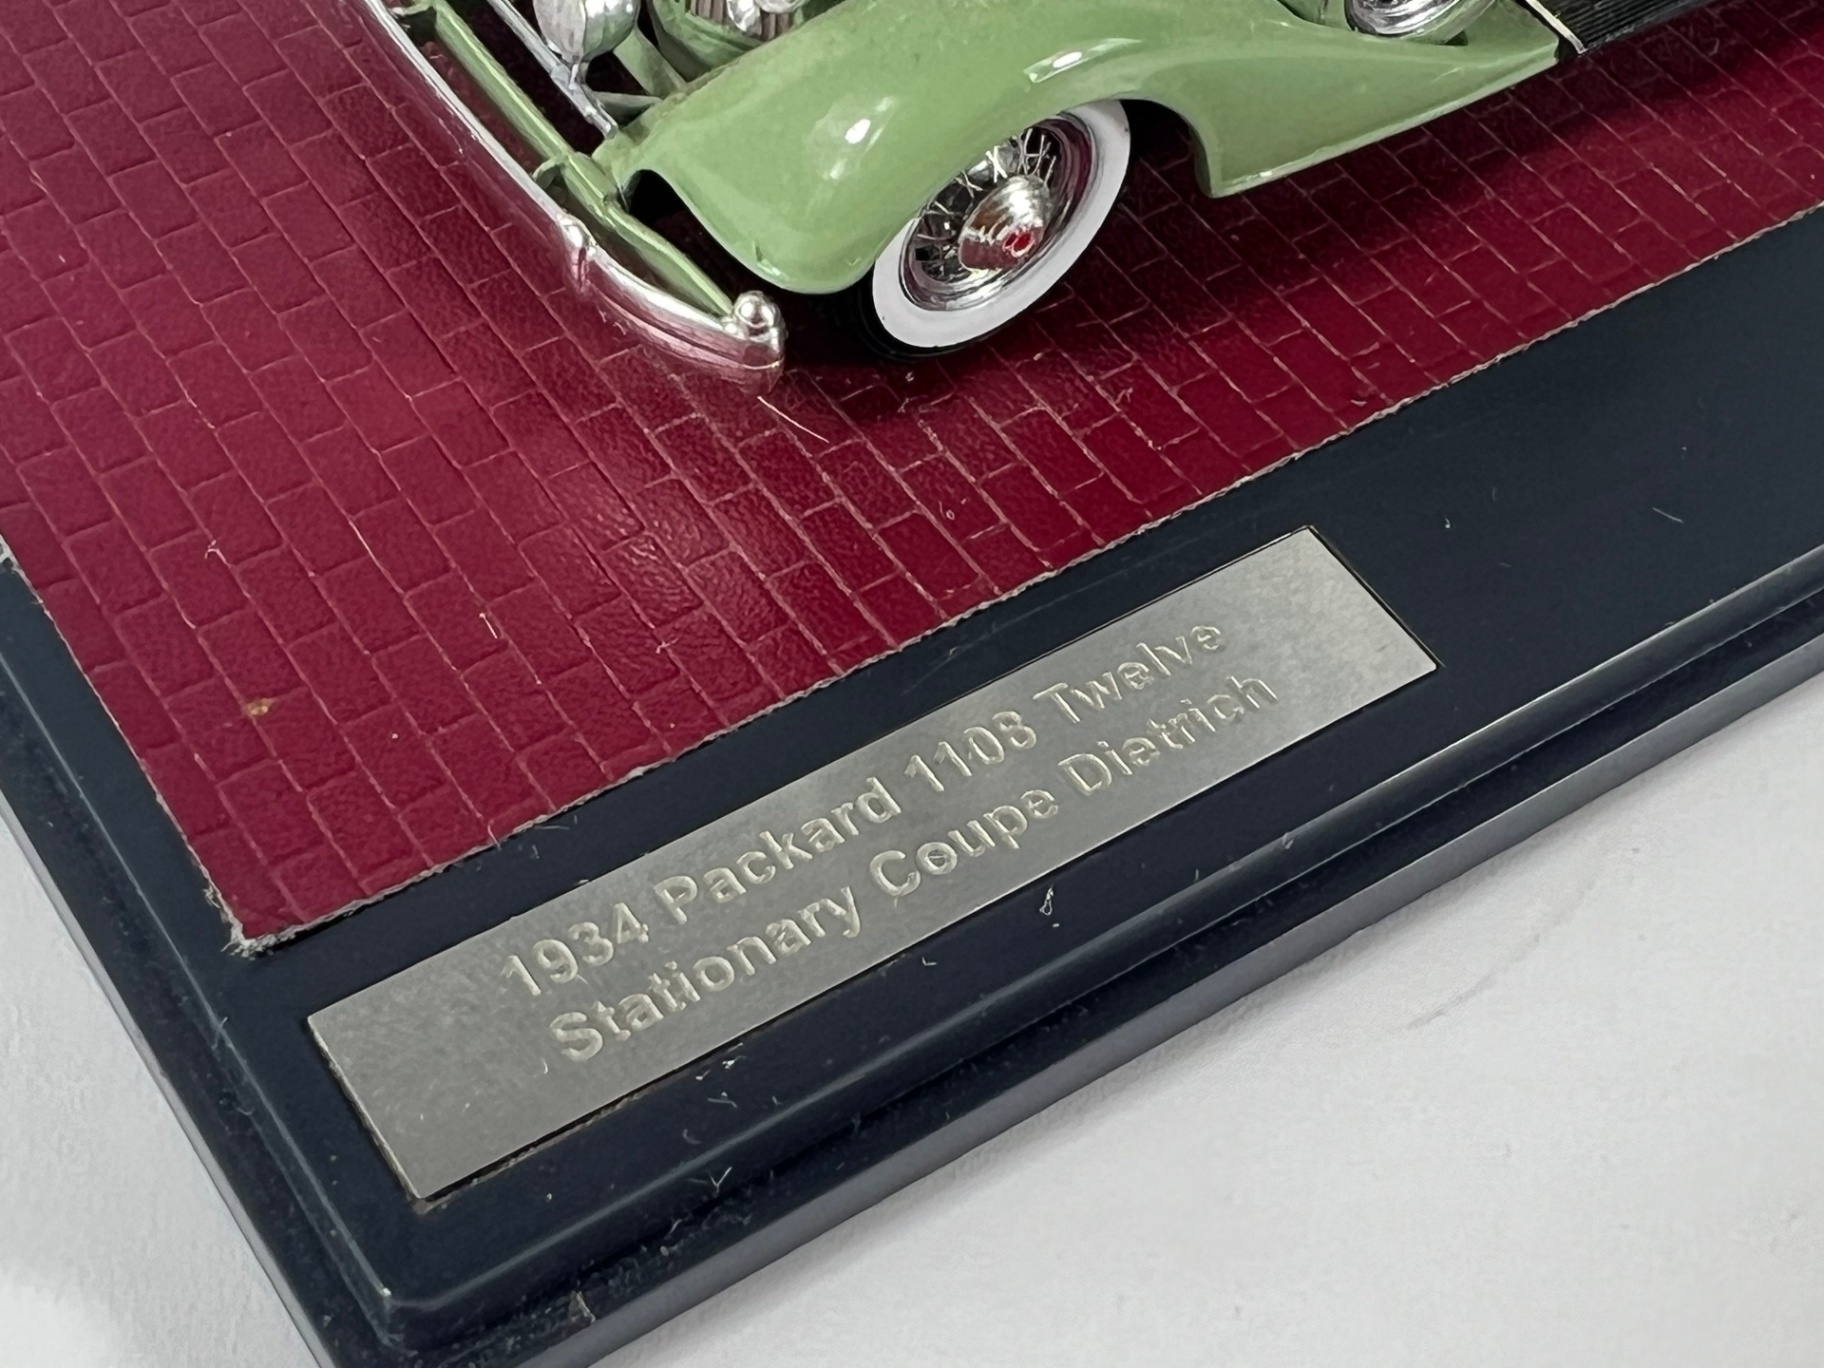 1934 Packard 1108 Twelve
Stationary Coupe Dietrich